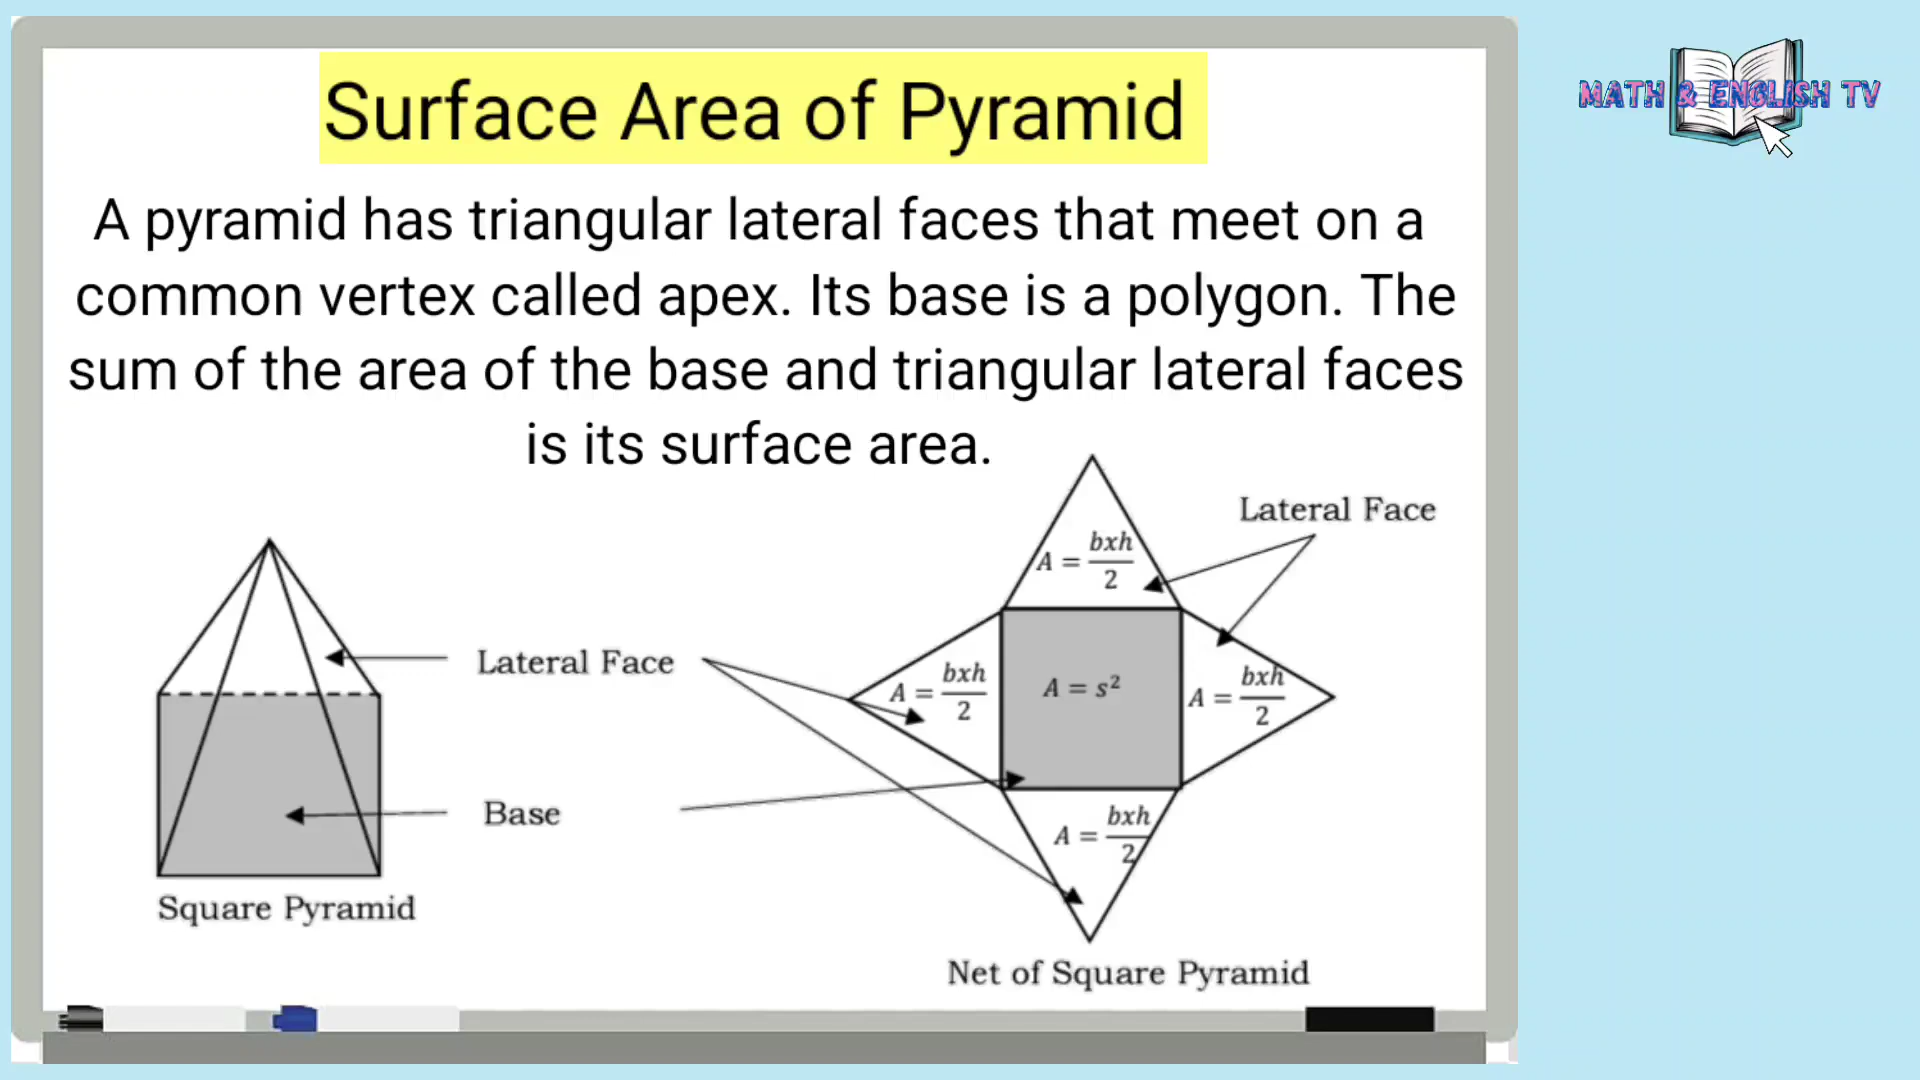 Surface Area of Pyramid
MATH & ENGLISH TV
A pyramid has triangular lateral faces that meet on a
common vertex called apex. Its base is a polygon. The
sum of the area of the base and triangular lateral faces
is its surface area.
Lateral Face
A = bxh/2
Lateral Face
A = bxh/2
A = s²
A = bxh/2
Base
A = bxh/2
Square Pyramid
Net of Square Pyramid